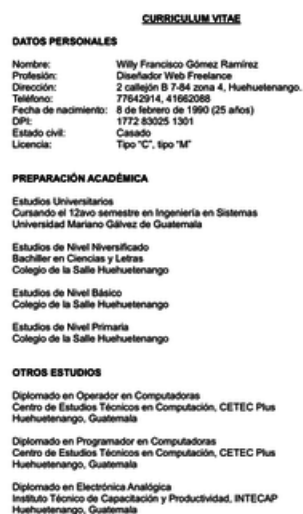 CURRICULUM VITAE
DATOS PERSONALES
Nombre: Willy Francisco Gómez Ramírez
Profesión: Diseñador Web Freelance
Dirección: 2 callejón B 7-84 zona 4, Huehuetenango.
Teléfono: 77642914, 41662088
Fecha de nacimiento: 8 de febrero de 1990 (25 años)
DPI: 1772 83025 1301
Estado civil: Casado
Licencia: Tipo "C", tipo "M"
PREPARACIÓN ACADÉMICA
Estudios Universitarios
Cursando el 12avo semestre en Ingeniería en Sistemas
Universidad Mariano Gálvez de Guatemala
Estudios de Nivel Niversificado
Bachiller en Ciencias y Letras
Colegio de la Salle Huehuetenango
Estudios de Nivel Básico
Colegio de la Salle Huehuetenango
Estudios de Nivel Primaria
Colegio de la Salle Huehuetenango
OTROS ESTUDIOS
Diplomado en Operador en Computadoras
Centro de Estudios Técnicos en Computación, CETEC Plus
Huehuetenango, Guatemala
Diplomado en Programador en Computadoras
Centro de Estudios Técnicos en Computación, CETEC Plus
Huehuetenango, Guatemala
Diplomado en Electrónica Analógica
Instituto Técnico de Capacitación y Productividad, INTECAP
Huehuetenango, Guatemala